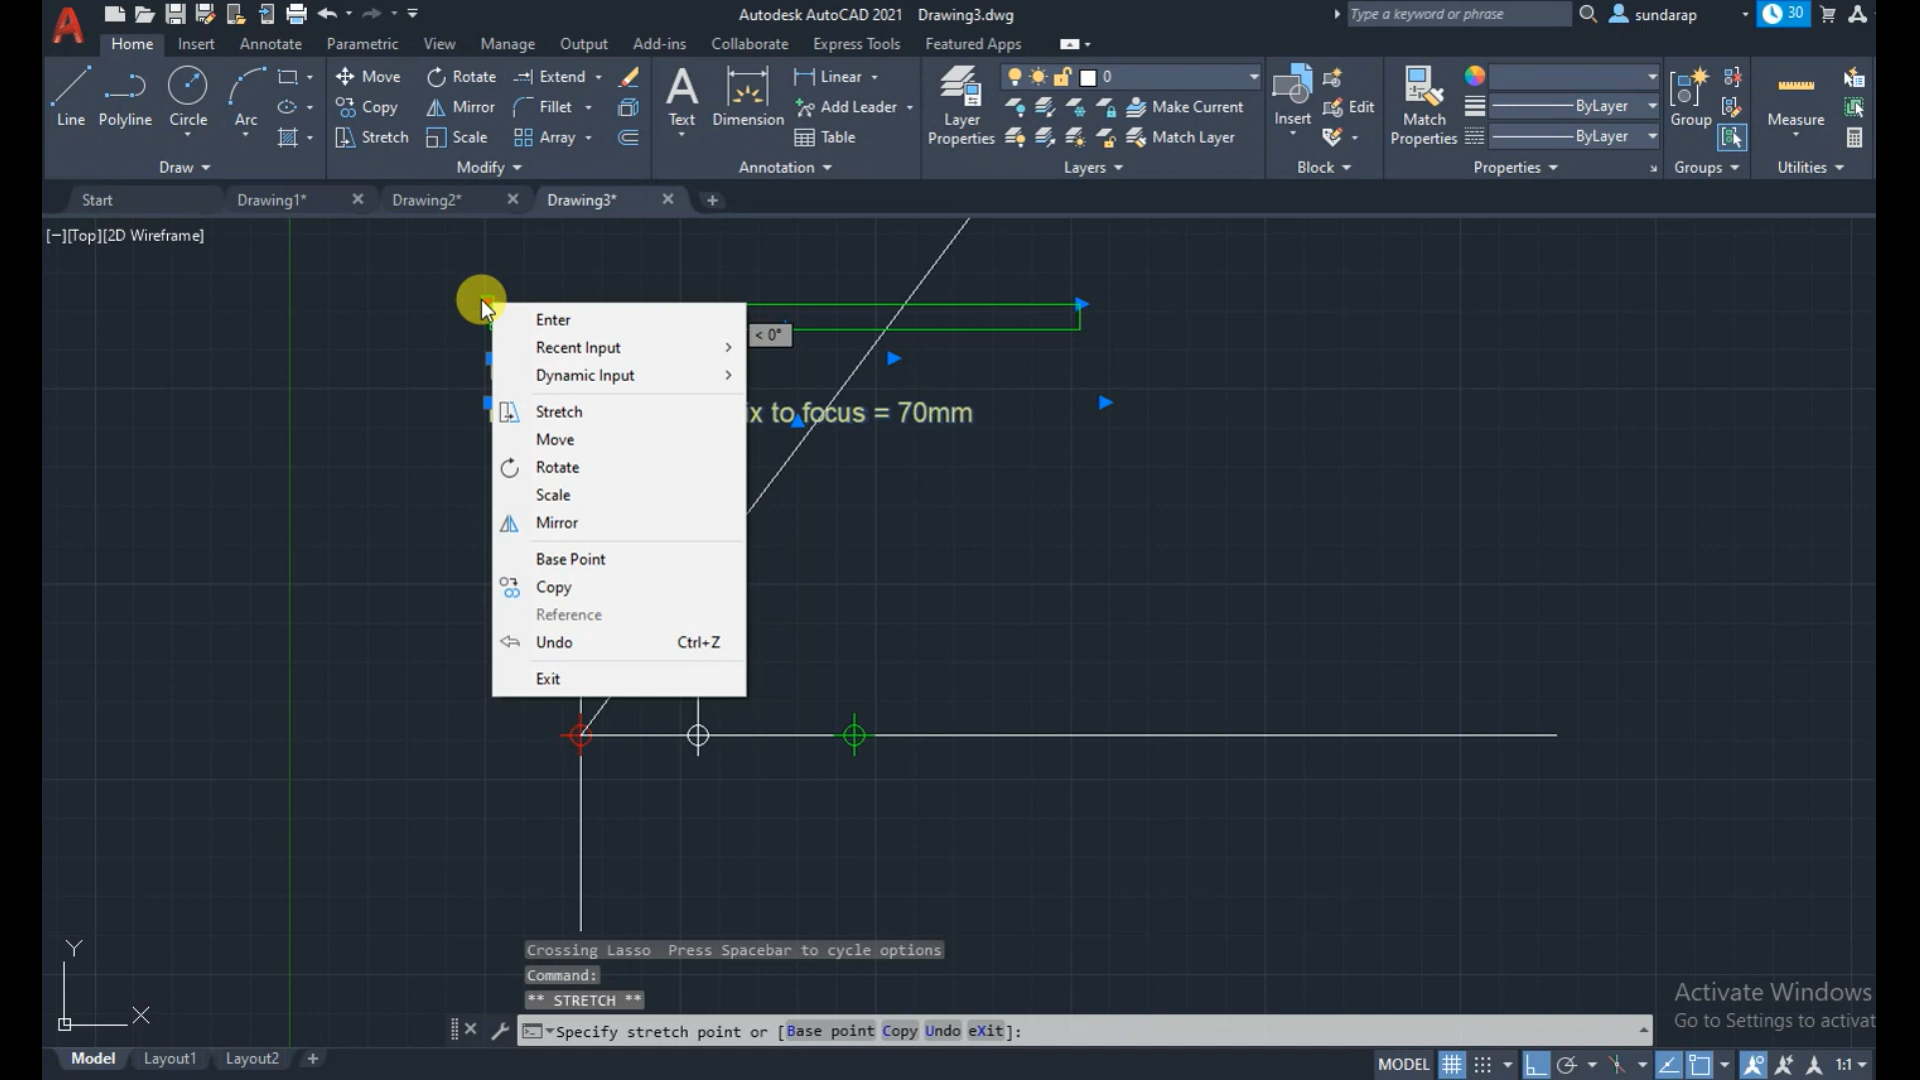 Autodesk AutoCAD 2021 Drawing3.dwg
Type a keyword or phrase
sundarap
30
Home Insert Annotate Parametric View Manage Output Add-ins Collaborate Express Tools Featured Apps
Line Polyline Circle Arc
Move Rotate Extend
Copy Mirror Fillet
Stretch Scale Array
Text Dimension
Linear
Add Leader
Table
Layer Properties
0
Make Current
Match Layer
Insert
Edit
Match Properties
ByLayer
ByLayer
Group
Measure
Draw Modify Annotation Layers Block Properties Groups Utilities
Start Drawing1* Drawing2* Drawing3*
[−][Top][2D Wireframe]
< 0°
ix to focus = 70mm
Enter
Recent Input
Dynamic Input
Stretch
Move
Rotate
Scale
Mirror
Base Point
Copy
Reference
Undo Ctrl+Z
Exit
Y
X
Crossing Lasso Press Spacebar to cycle options
Command:
** STRETCH **
Specify stretch point or [Base point Copy Undo eXit]:
Activate Windows
Go to Settings to activat
Model Layout1 Layout2
MODEL
1:1